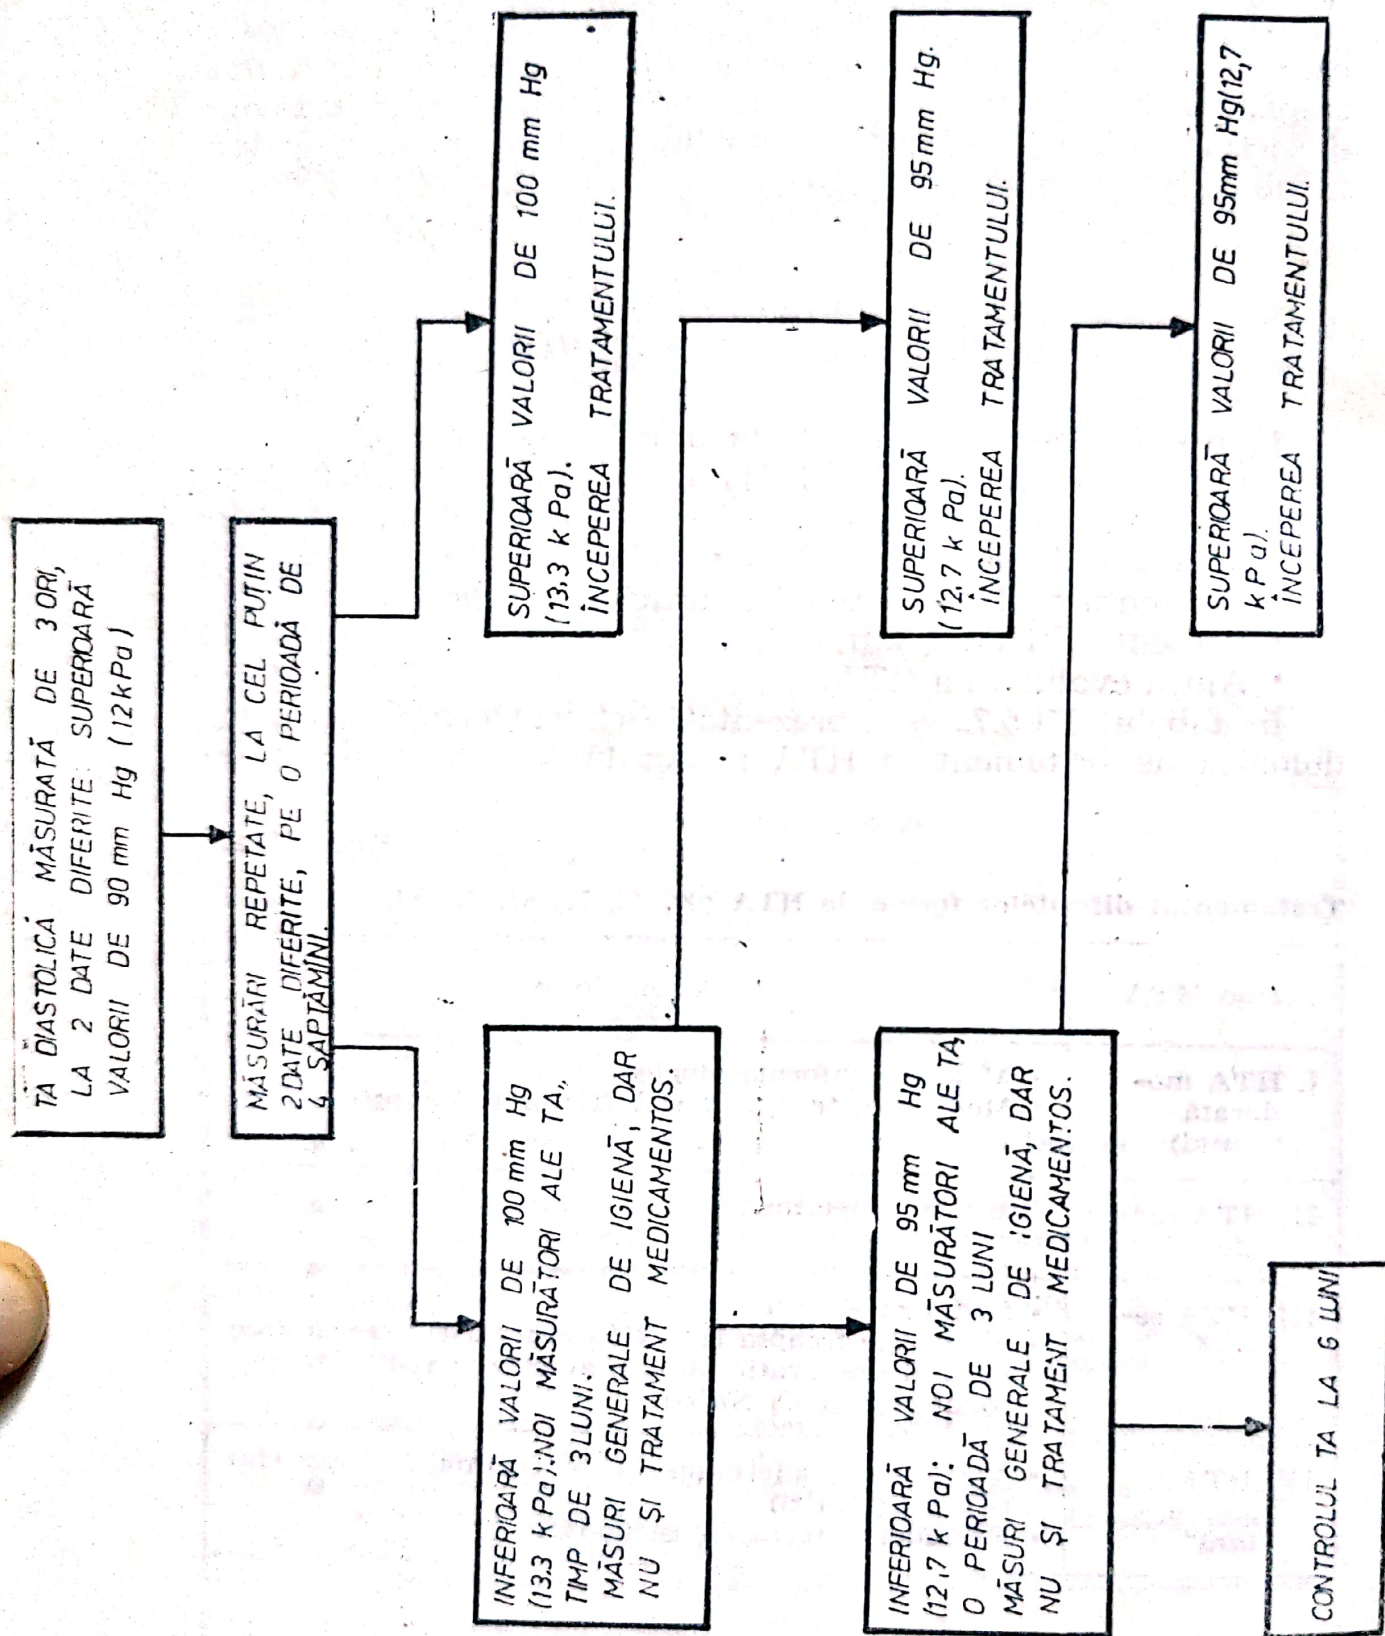 TA DIASTOLICĂ MĂSURATĂ DE 3 ORI,
LA 2 DATE DIFERITE: SUPERIOARĂ
VALORII DE 90 mm Hg (12kPa)
MĂSURĂRI REPETATE, LA CEL PUȚIN
2 DATE DIFERITE, PE O PERIOADĂ DE
4 SĂPTĂMÎNI.
SUPERIOARĂ VALORII DE 100 mm Hg
(13,3 k Pa).
ÎNCEPEREA TRATAMENTULUI.
INFERIOARĂ VALORII DE 100 mm Hg
(13.3 k Pa): NOI MĂSURĂTORI ALE TA,
TIMP DE 3 LUNI.
MĂSURI GENERALE DE IGIENĂ, DAR
NU ȘI TRATAMENT MEDICAMENTOS.
SUPERIOARĂ VALORII DE 95 mm Hg.
(12,7 k Pa).
ÎNCEPEREA TRATAMENTULUI.
INFERIOARĂ VALORII DE 95 mm Hg
(12,7 k Pa): NOI MĂSURĂTORI ALE TA,
O PERIOADĂ DE 3 LUNI
MĂSURI GENERALE DE IGIENĂ, DAR
NU ȘI TRATAMENT MEDICAMENTOS.
SUPERIOARĂ VALORII DE 95mm Hg(12,7
kPa).
ÎNCEPEREA TRATAMENTULUI.
CONTROLUL TA LA 6 LUNI